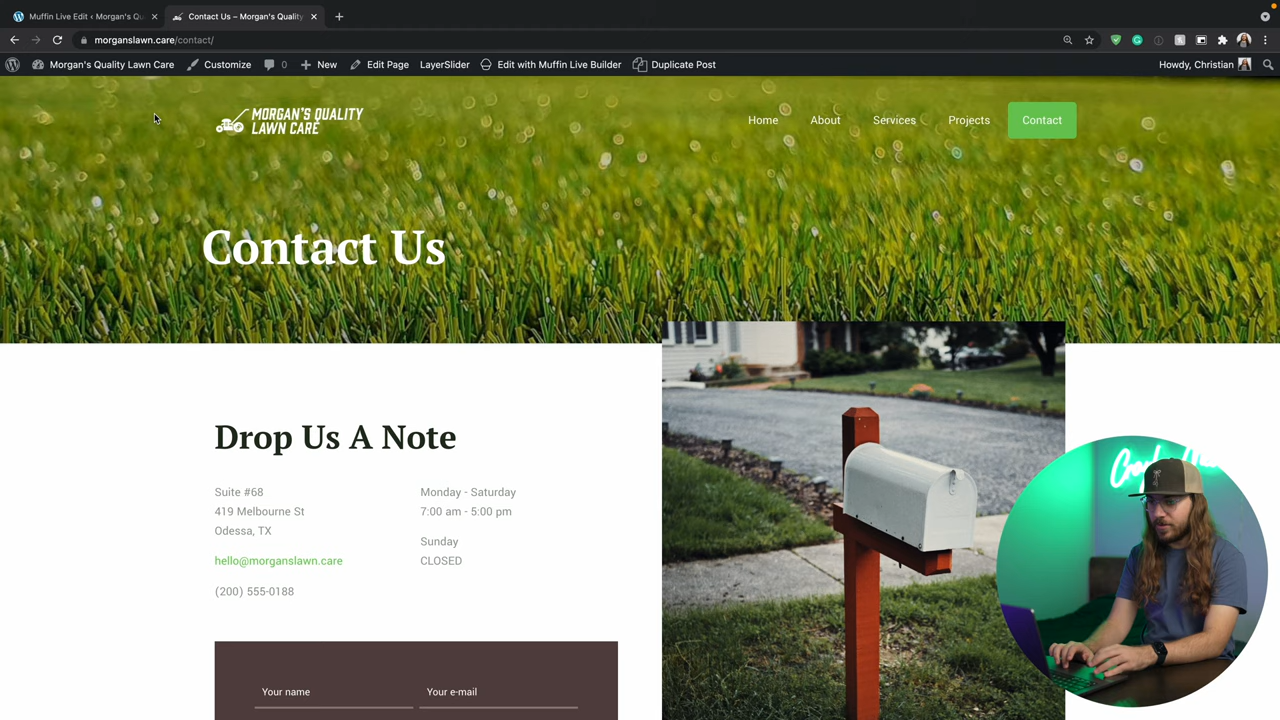 Muffin Live Edit ‹ Morgan's Qu
Contact Us – Morgan's Quality
morganslawn.care/contact/
Morgan's Quality Lawn Care
Customize
0
New
Edit Page
LayerSlider
Edit with Muffin Live Builder
Duplicate Post
Howdy, Christian
MORGAN'S QUALITY
LAWN CARE
Home
About
Services
Projects
Contact
Contact Us
Drop Us A Note
Suite #68
419 Melbourne St
Odessa, TX
hello@morganslawn.care
(200) 555-0188
Monday - Saturday
7:00 am - 5:00 pm
Sunday
CLOSED
Your name
Your e-mail